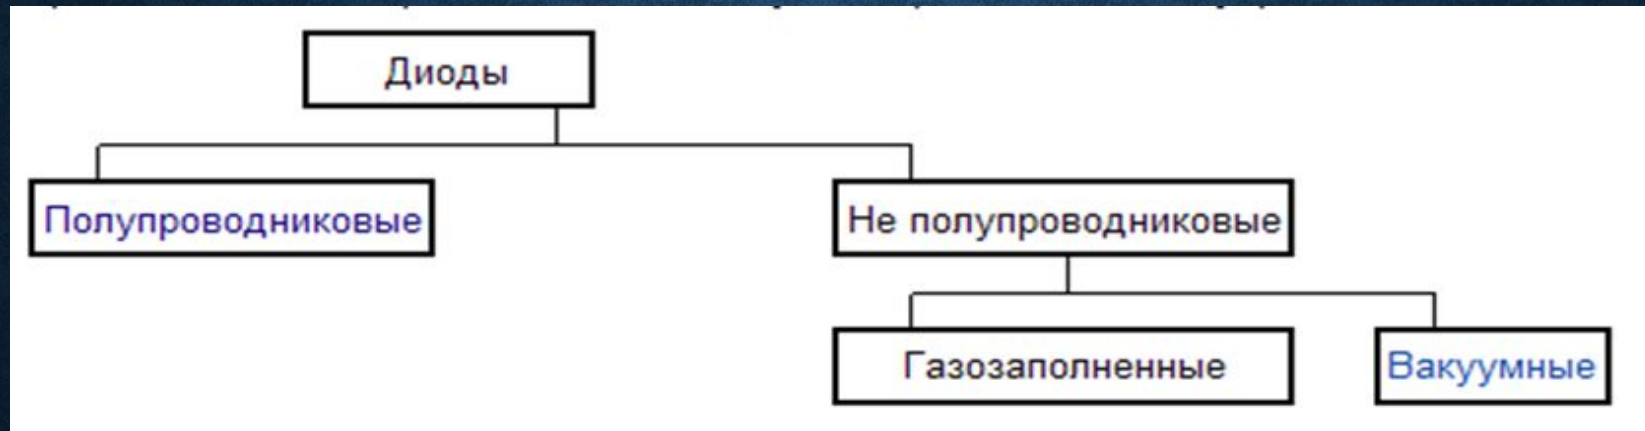 Диоды
Полупроводниковые
Не полупроводниковые
Газозаполненные
Вакуумные